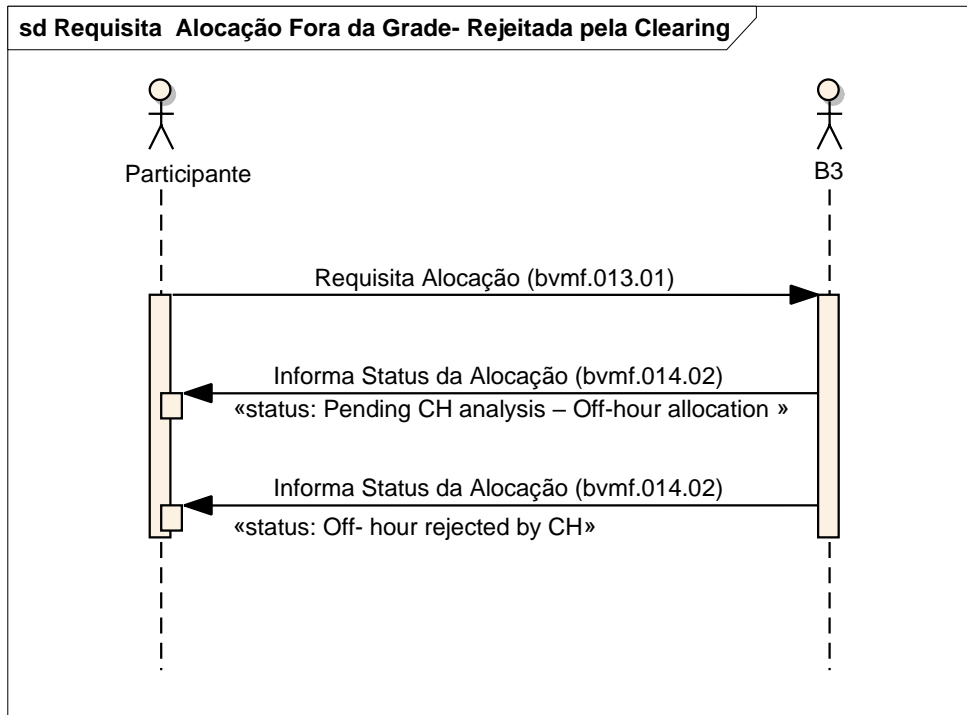 sd Requisita  Alocação Fora da Grade- Rejeitada pela Clearing
Participante
B3
Requisita Alocação (bvmf.013.01)
Informa Status da Alocação (bvmf.014.02)
«status: Pending CH analysis – Off-hour allocation »
Informa Status da Alocação (bvmf.014.02)
«status: Off- hour rejected by CH»